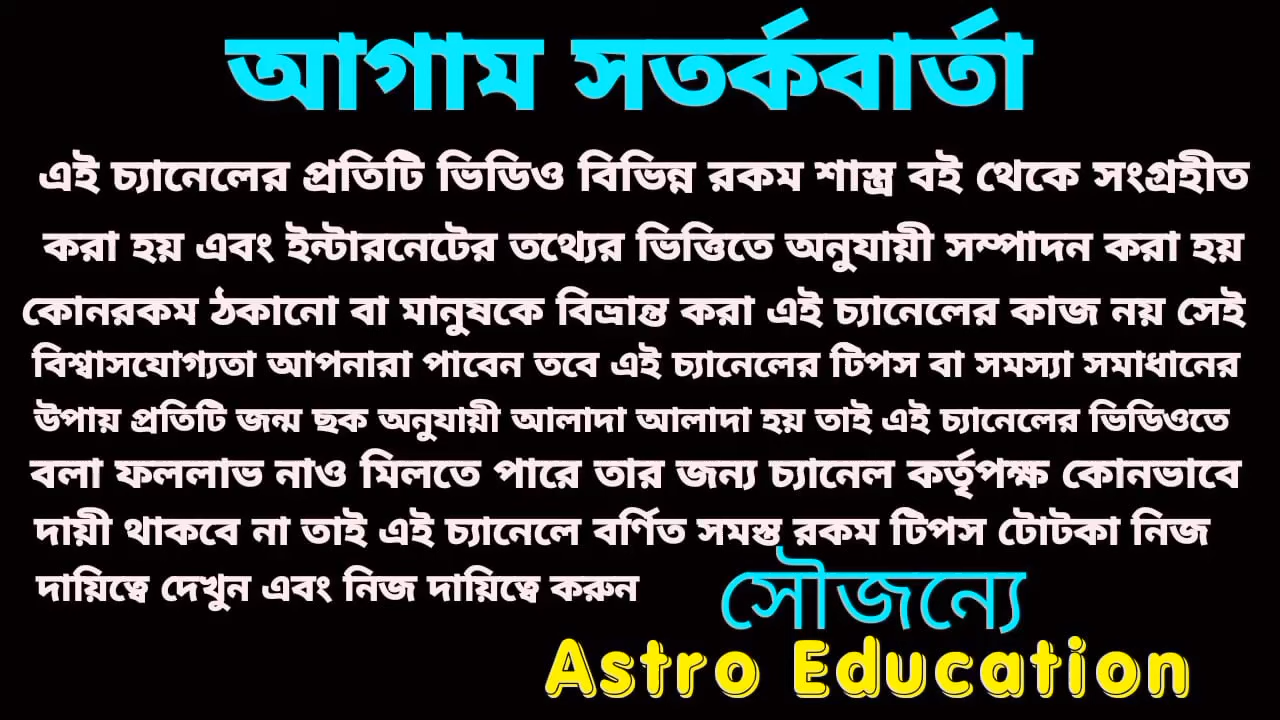 আগাম সতর্কবার্তা
এই চ্যানেলের প্রতিটি ভিডিও বিভিন্ন রকম শাস্ত্র বই থেকে সংগ্রহীত
করা হয় এবং ইন্টারনেটের তথ্যের ভিত্তিতে অনুযায়ী সম্পাদন করা হয়
কোনরকম ঠকানো বা মানুষকে বিভ্রান্ত করা এই চ্যানেলের কাজ নয় সেই
বিশ্বাসযোগ্যতা আপনারা পাবেন তবে এই চ্যানেলের টিপস বা সমস্যা সমাধানের
উপায় প্রতিটি জন্ম ছক অনুযায়ী আলাদা আলাদা হয় তাই এই চ্যানেলের ভিডিওতে
বলা ফললাভ নাও মিলতে পারে তার জন্য চ্যানেল কর্তৃপক্ষ কোনভাবে
দায়ী থাকবে না তাই এই চ্যানেলে বর্ণিত সমস্ত রকম টিপস টোটকা নিজ
দায়িত্বে দেখুন এবং নিজ দায়িত্বে করুন
সৌজন্যে
Astro Education